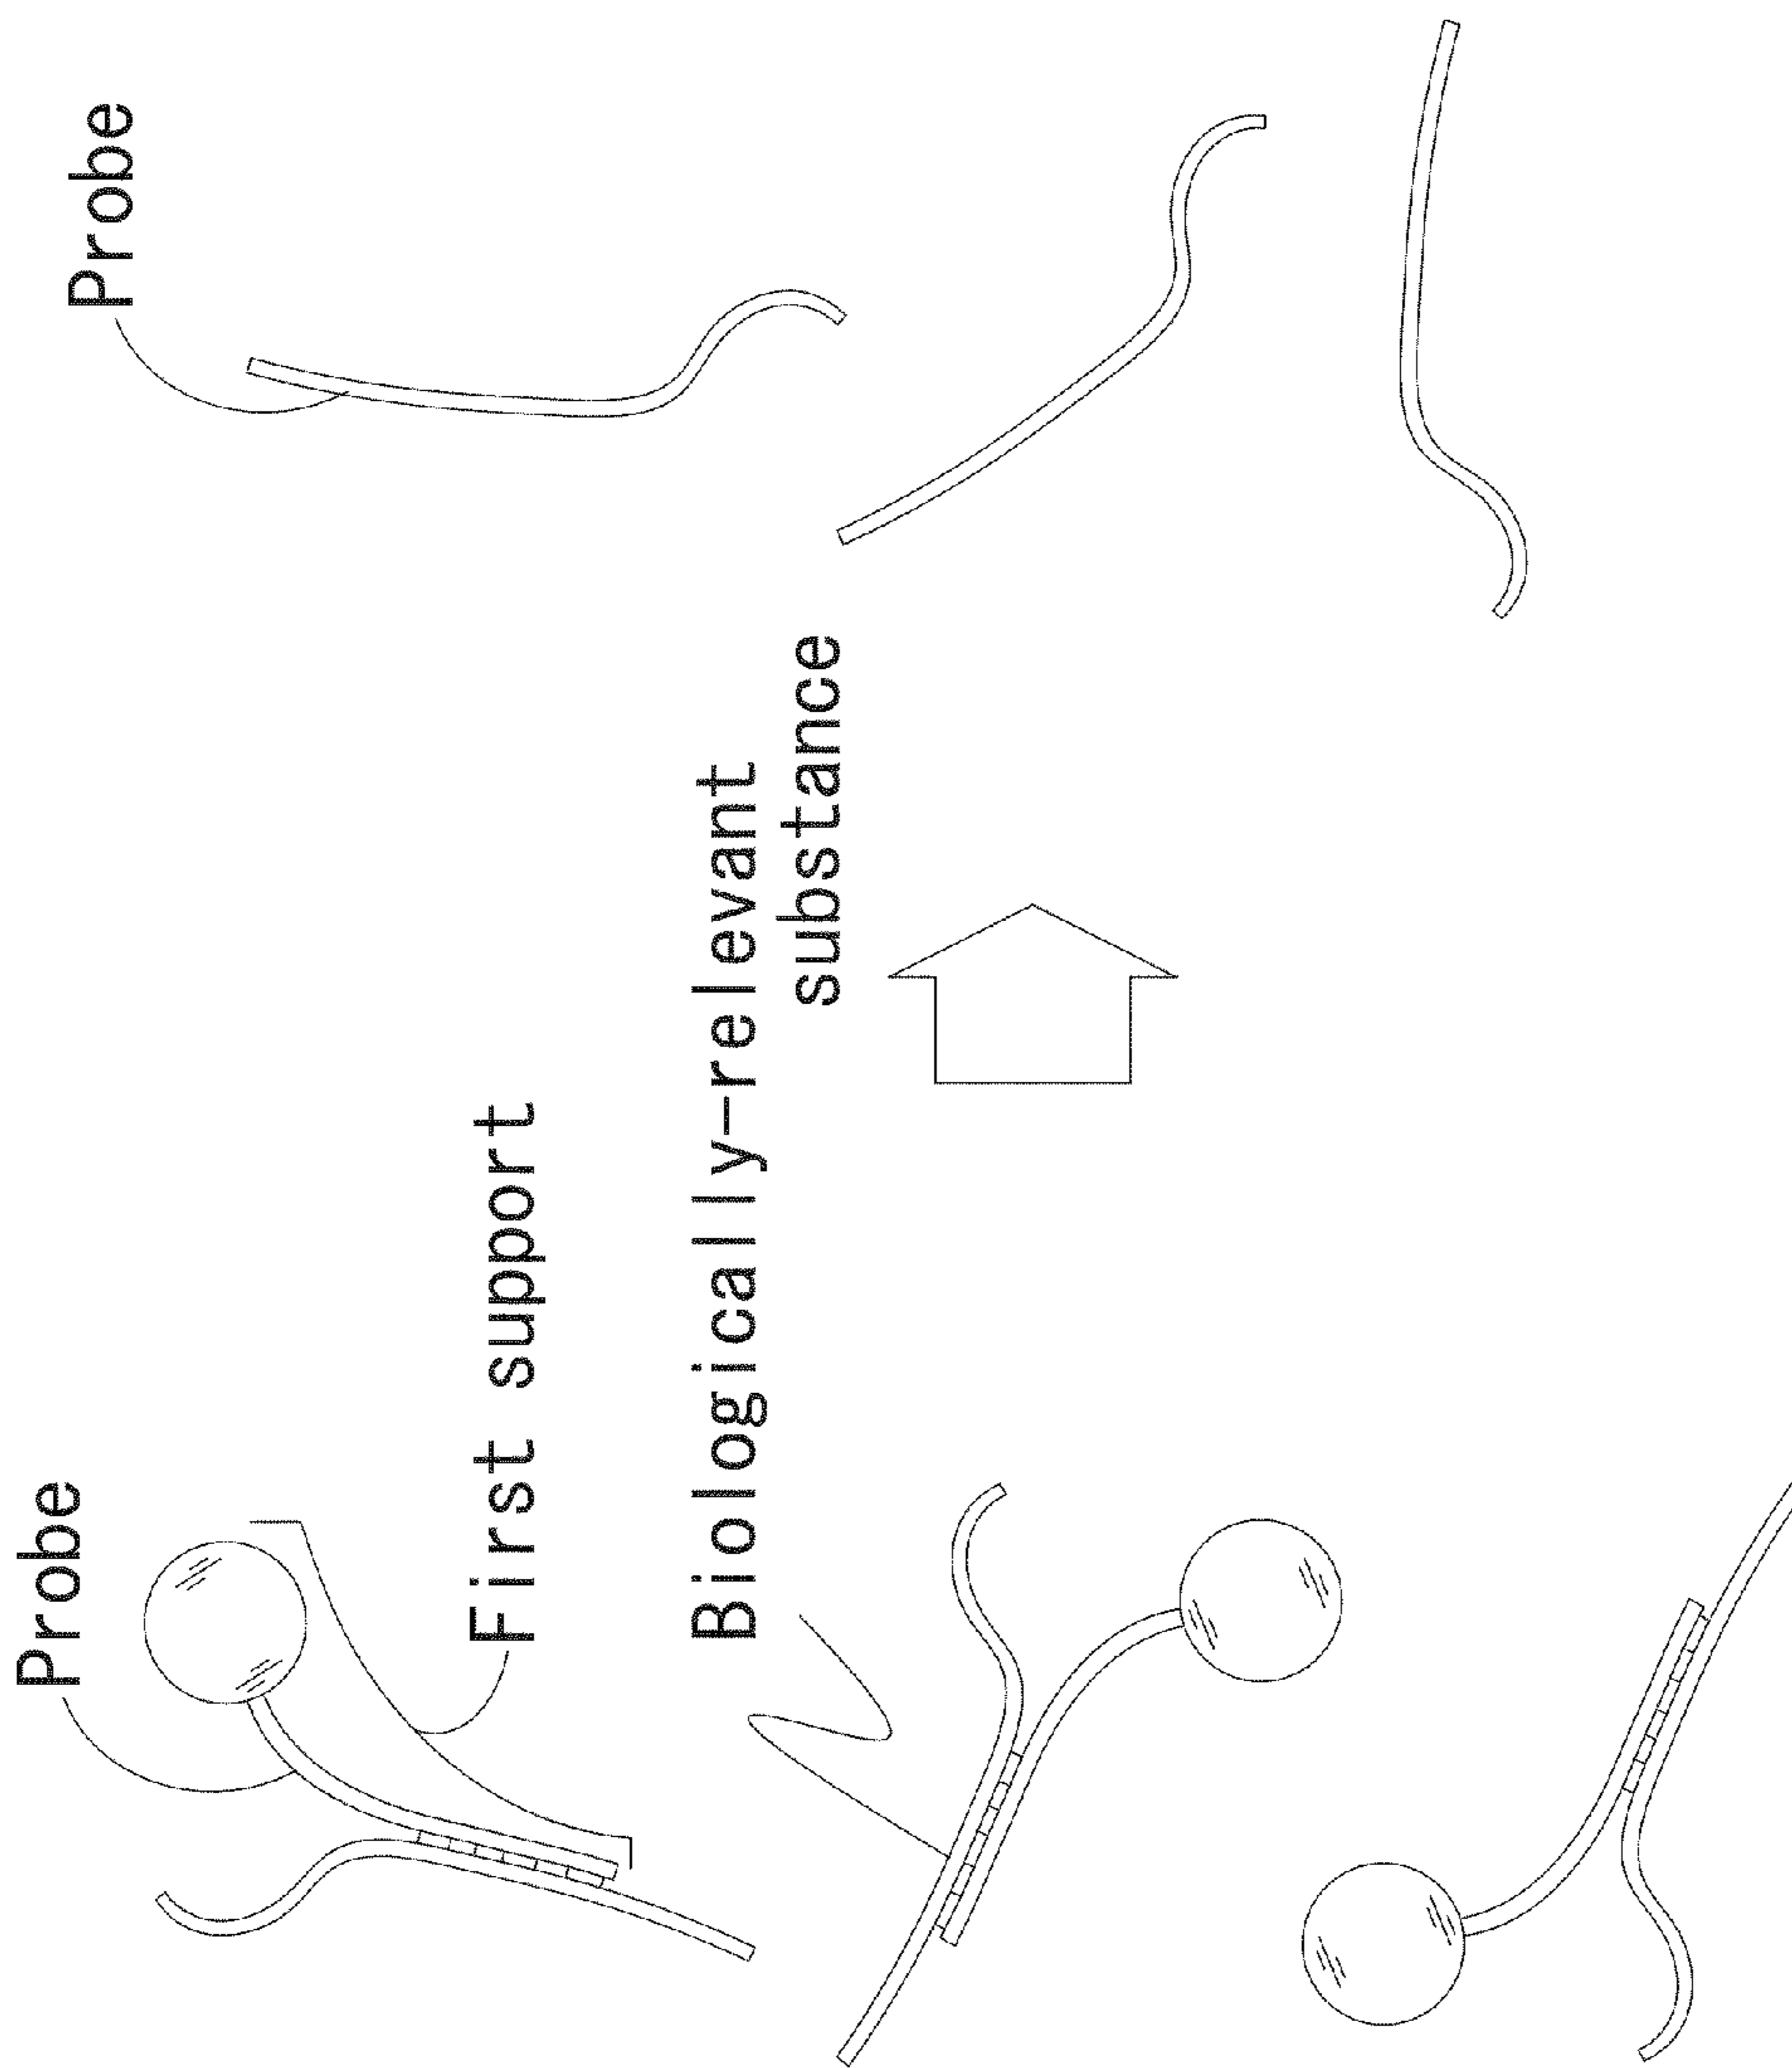 Probe
First support
Biologically-relevant
substance
Probe